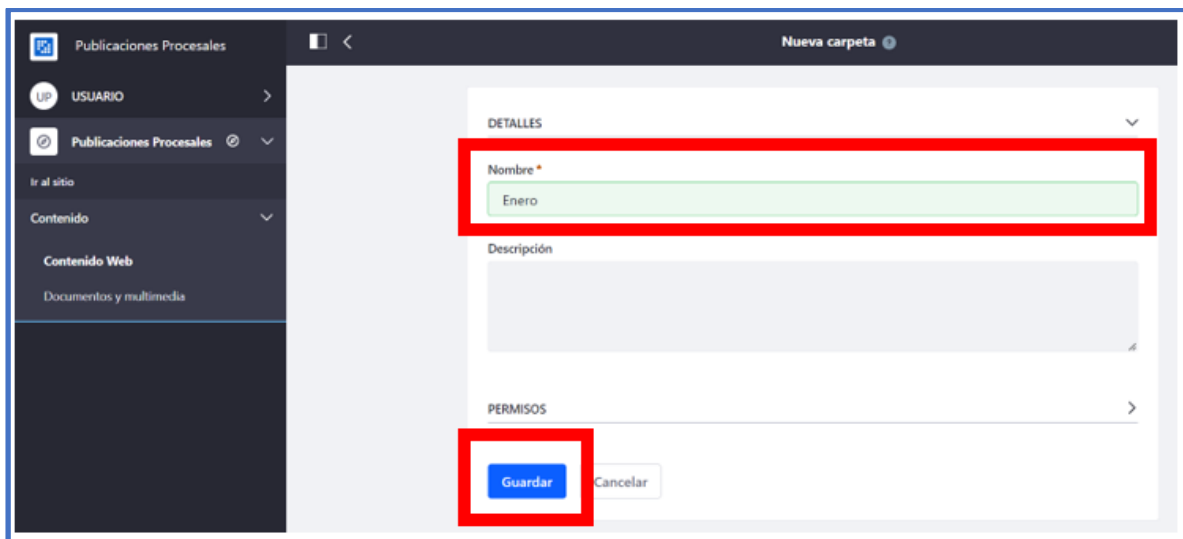 Publicaciones Procesales
Nueva carpeta
UP USUARIO
Publicaciones Procesales
Ir al sitio
Contenido
Contenido Web
Documentos y multimedia
DETALLES
Nombre *
Enero
Descripción
PERMISOS
Guardar Cancelar